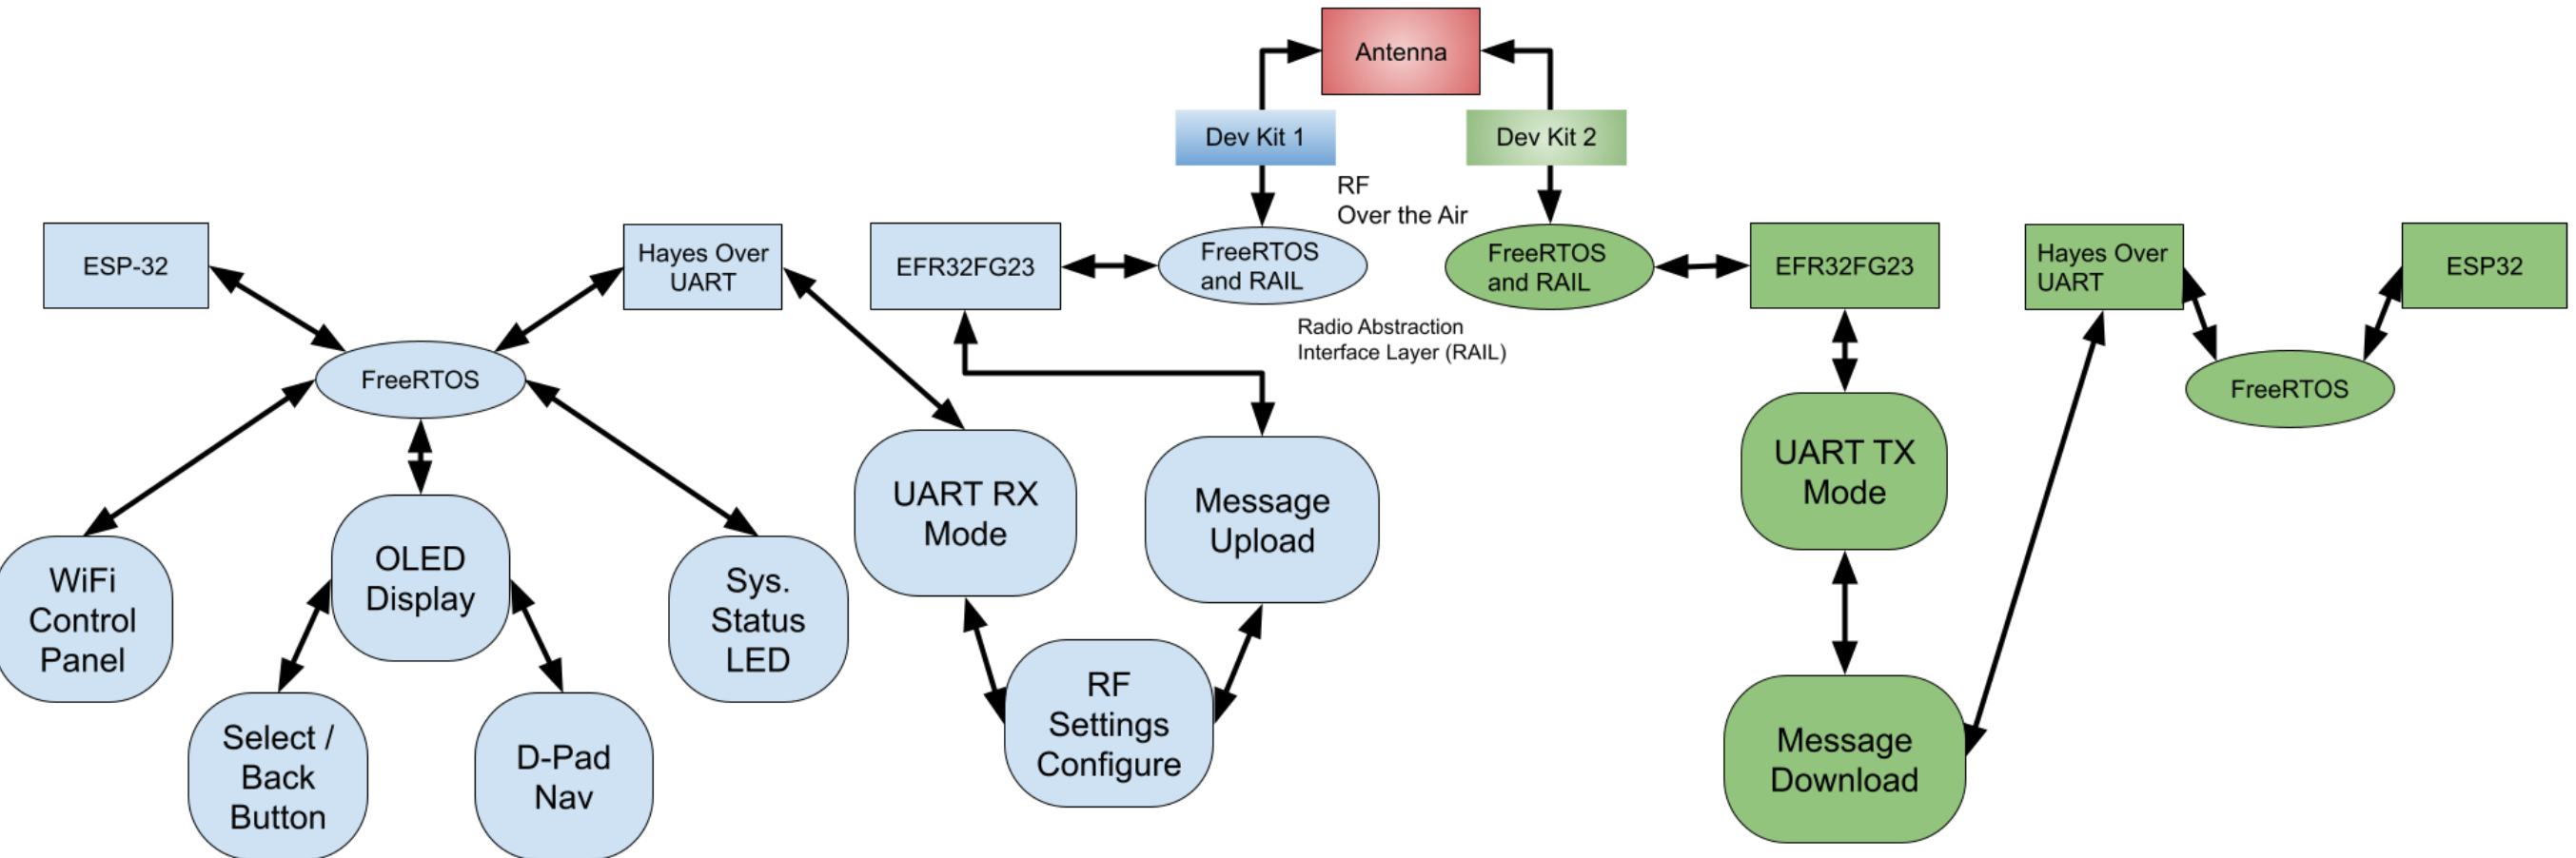 Antenna
Dev Kit 1
Dev Kit 2
RF
Over the Air
ESP-32
Hayes Over
UART
EFR32FG23
FreeRTOS
and RAIL
FreeRTOS
and RAIL
EFR32FG23
Hayes Over
UART
ESP32
Radio Abstraction
Interface Layer (RAIL)
FreeRTOS
FreeRTOS
UART RX
Mode
Message
Upload
UART TX
Mode
WiFi
Control
Panel
OLED
Display
Sys.
Status
LED
Select /
Back
Button
D-Pad
Nav
RF
Settings
Configure
Message
Download